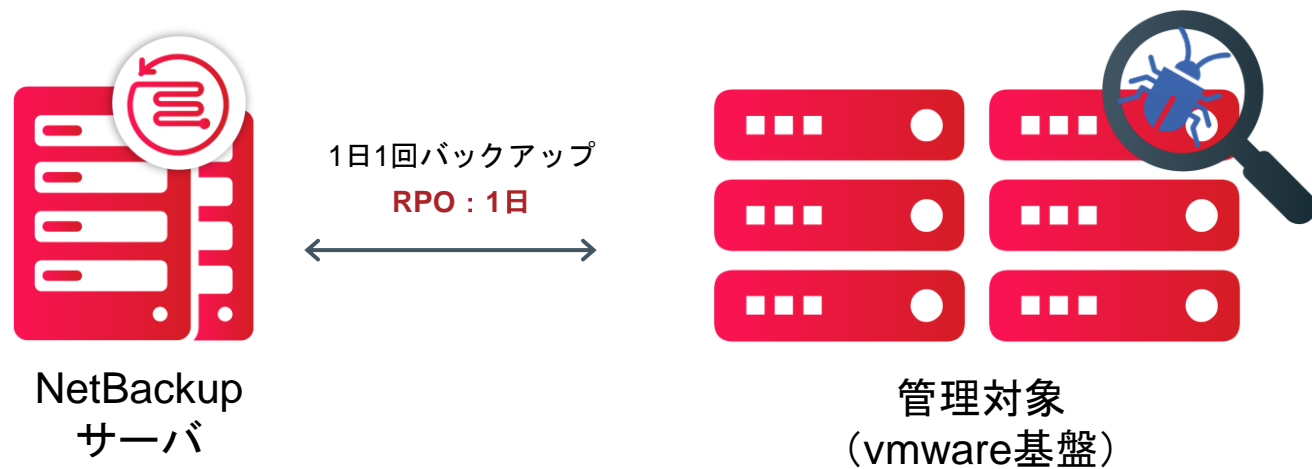 1日1回バックアップ
RPO：1日
NetBackup
サーバ
管理対象
（vmware基盤）